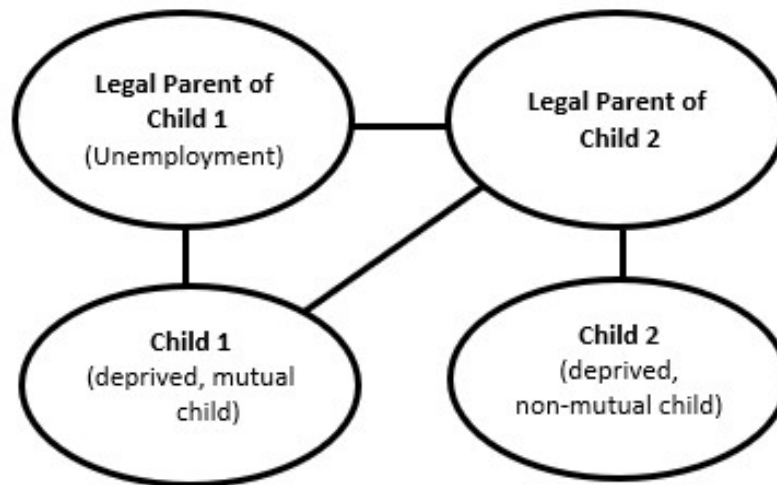 Legal Parent of
Child 1
(Unemployment)
Legal Parent of
Child 2
Child 1
(deprived, mutual
child)
Child 2
(deprived,
non-mutual child)